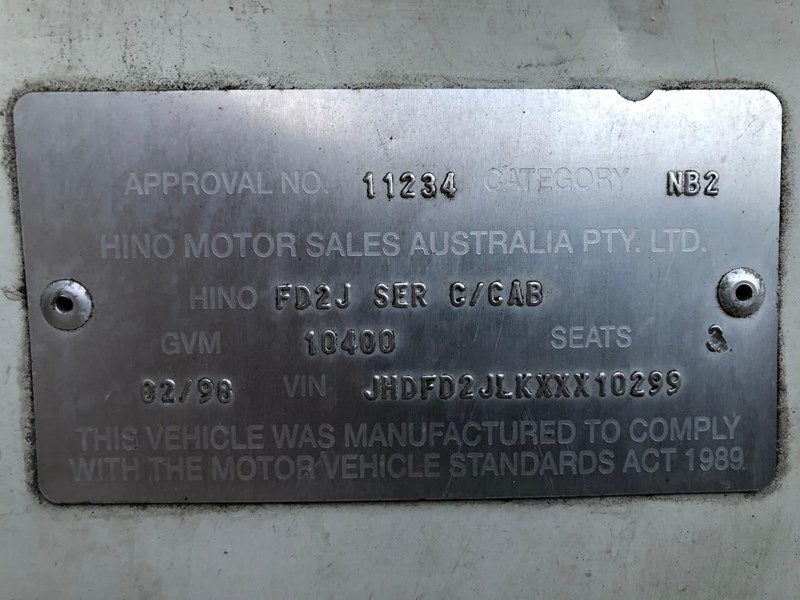 APPROVAL NO. 11234 CATEGORY NB2
HINO MOTOR SALES AUSTRALIA PTY. LTD.
HINO FD2J SER C/CAB
GVM 10400 SEATS 3
02/98 VIN JHDFD2JLKXXX10299
THIS VEHICLE WAS MANUFACTURED TO COMPLY
WITH THE MOTOR VEHICLE STANDARDS ACT 1989.